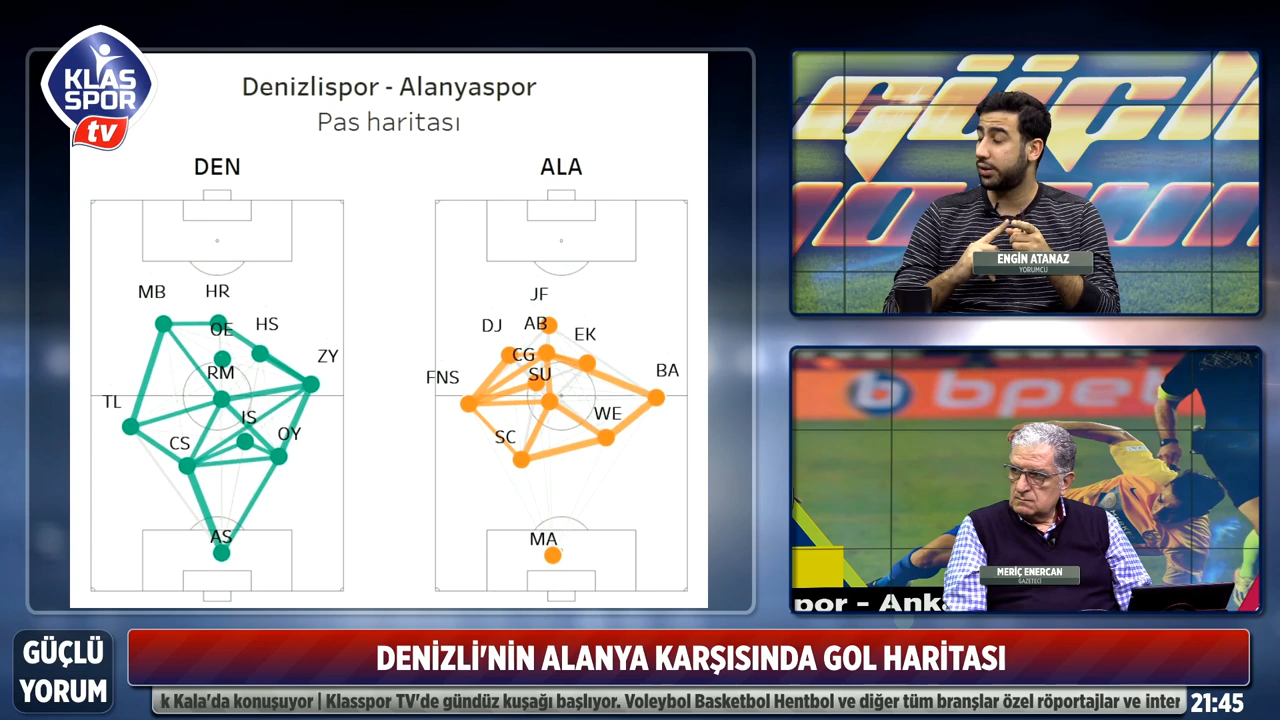 KLAS
SPOR
tv
Denizlispor - Alanyaspor
Pas haritası
DEN
ALA
MB
HR
OE
HS
RM
ZY
TL
IS
CS
OY
AS
JF
DJ
AB
EK
CG
SU
FNS
BA
WE
SC
MA
ENGİN ATANAZ
YORUMCU
bpet
MERİÇ ENERCAN
GAZETECİ
por - Anka
GÜÇLÜ
YORUM
DENİZLİ'NİN ALANYA KARŞISINDA GOL HARİTASI
k Kala'da konuşuyor | Klasspor TV'de gündüz kuşağı başlıyor. Voleybol Basketbol Hentbol ve diğer tüm branşlar özel röportajlar ve inter
21:45